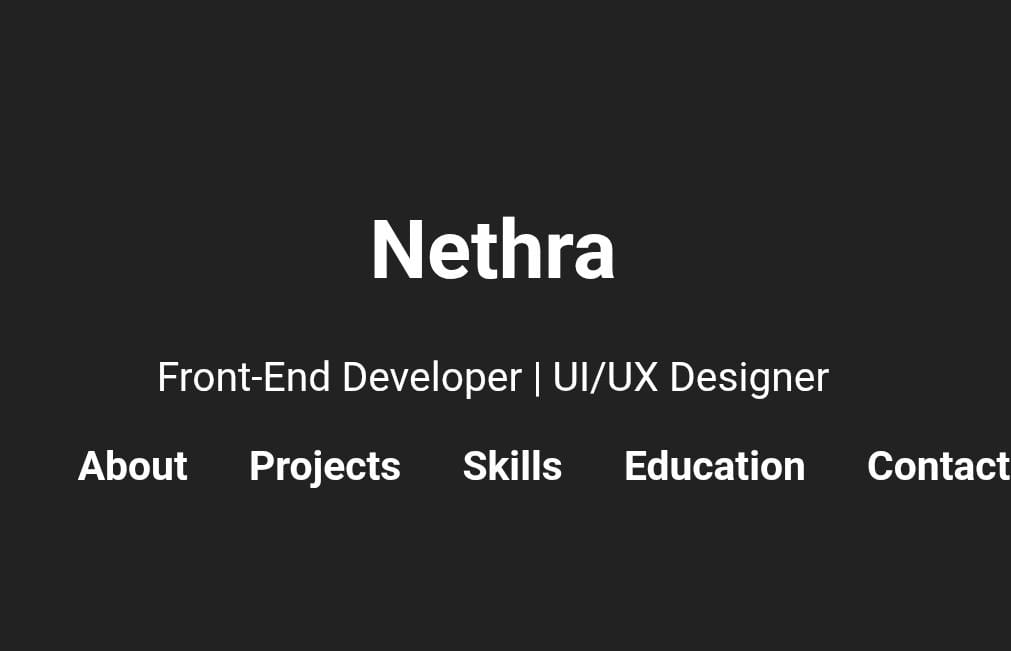 Nethra
Front-End Developer | UI/UX Designer
About Projects Skills Education Contact